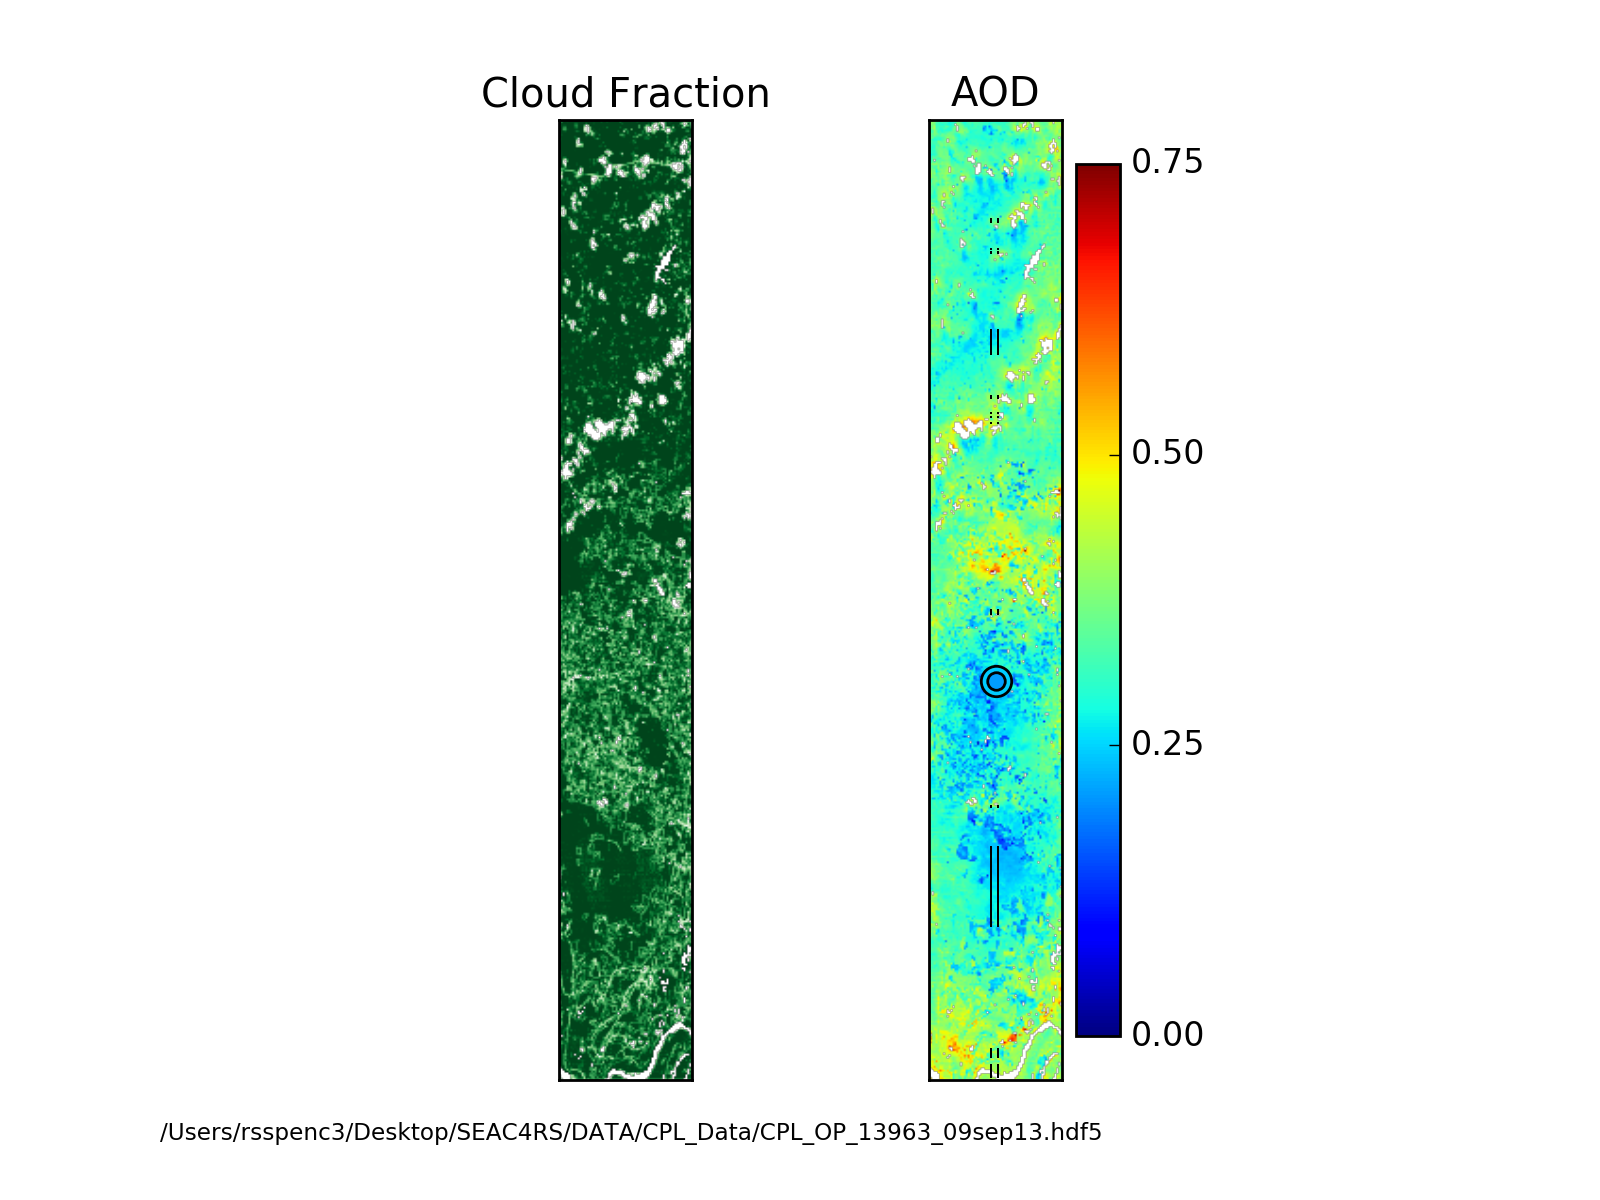 Cloud Fraction
AOD
0.75
0.50
0.25
0.00
/Users/rsspenc3/Desktop/SEAC4RS/DATA/CPL_Data/CPL_OP_13963_09sep13.hdf5